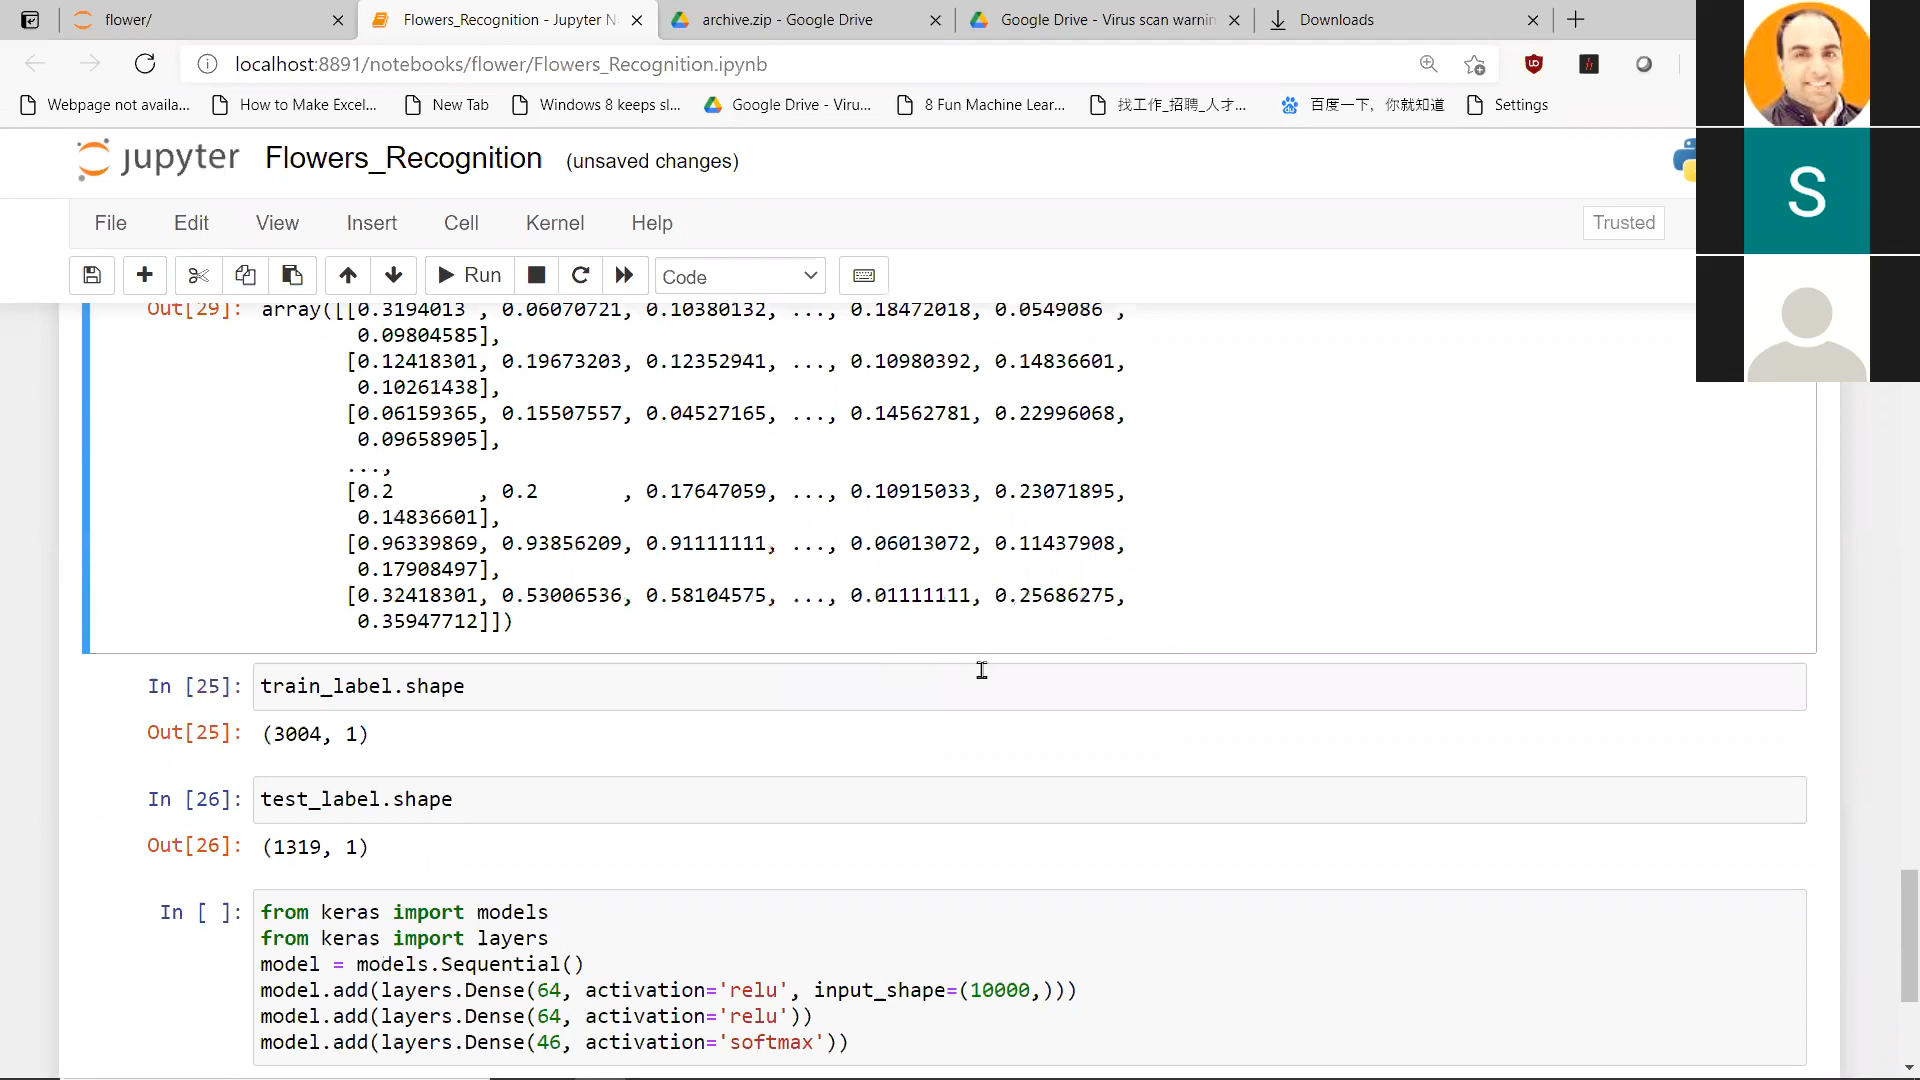 flower/
Flowers_Recognition - Jupyter N
archive.zip - Google Drive
Google Drive - Virus scan warnin
Downloads
localhost:8891/notebooks/flower/Flowers_Recognition.ipynb
Webpage not availa...
How to Make Excel...
New Tab
Windows 8 keeps sl...
Google Drive - Viru...
8 Fun Machine Lear...
找工作_招聘_人才...
百度一下，你就知道
Settings
jupyter
Flowers_Recognition (unsaved changes)
File Edit View Insert Cell Kernel Help
Trusted
S
Run
Code
Out[29]: array([[0.3194013 , 0.06070721, 0.10380132, ..., 0.18472018, 0.0549086 ,
0.09804585],
[0.12418301, 0.19673203, 0.12352941, ..., 0.10980392, 0.14836601,
0.10261438],
[0.06159365, 0.15507557, 0.04527165, ..., 0.14562781, 0.22996068,
0.09658905],
...,
[0.2 , 0.2 , 0.17647059, ..., 0.10915033, 0.23071895,
0.14836601],
[0.96339869, 0.93856209, 0.91111111, ..., 0.06013072, 0.11437908,
0.17908497],
[0.32418301, 0.53006536, 0.58104575, ..., 0.01111111, 0.25686275,
0.35947712]])
In [25]: train_label.shape
Out[25]: (3004, 1)
In [26]: test_label.shape
Out[26]: (1319, 1)
In [ ]: from keras import models
from keras import layers
model = models.Sequential()
model.add(layers.Dense(64, activation='relu', input_shape=(10000,)))
model.add(layers.Dense(64, activation='relu'))
model.add(layers.Dense(46, activation='softmax'))